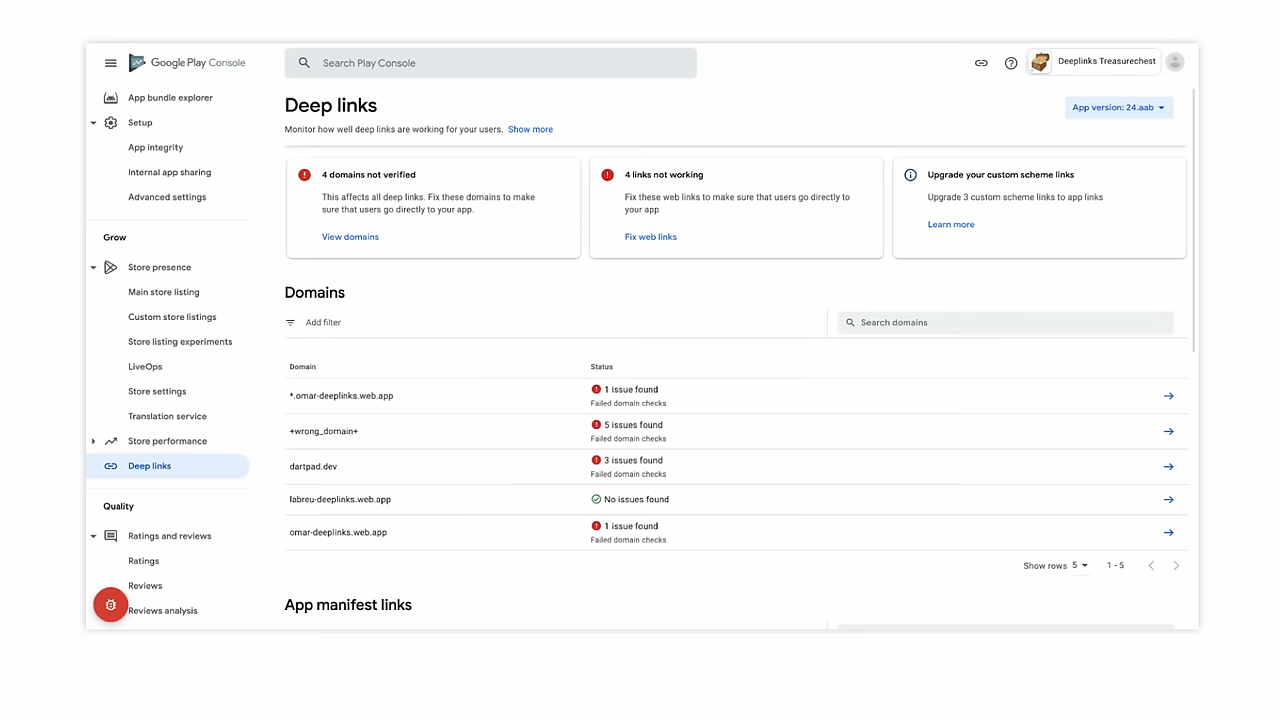 Google Play Console
Search Play Console
Deeplinks Treasurechest
App bundle explorer
Setup
App integrity
Internal app sharing
Advanced settings
Grow
Store presence
Main store listing
Custom store listings
Store listing experiments
LiveOps
Store settings
Translation service
Store performance
Deep links
Quality
Ratings and reviews
Ratings
Reviews
Reviews analysis
Deep links
App version: 24.aab
Monitor how well deep links are working for your users. Show more
4 domains not verified
This affects all deep links. Fix these domains to make
sure that users go directly to your app.
View domains
4 links not working
Fix these web links to make sure that users go directly to
your app
Fix web links
Upgrade your custom scheme links
Upgrade 3 custom scheme links to app links
Learn more
Domains
Add filter
Search domains
Domain Status
*.omar-deeplinks.web.app 1 issue found
Failed domain checks
+wrong_domain+ 5 issues found
Failed domain checks
dartpad.dev 3 issues found
Failed domain checks
labreu-deeplinks.web.app No issues found
omar-deeplinks.web.app 1 issue found
Failed domain checks
Show rows 5 1 - 5
App manifest links